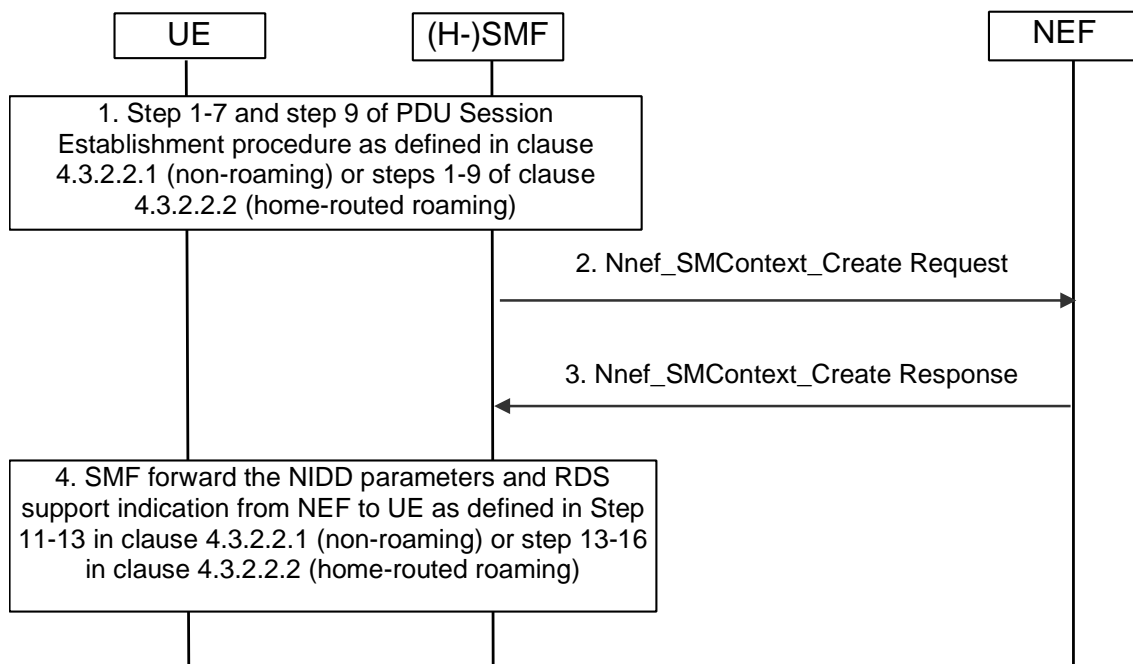 UE
(H-)SMF
NEF
1. Step 1-7 and step 9 of PDU Session
Establishment procedure as defined in clause
4.3.2.2.1 (non-roaming) or steps 1-9 of clause
4.3.2.2.2 (home-routed roaming)
2. Nnef_SMContext_Create Request
3. Nnef_SMContext_Create Response
4. SMF forward the NIDD parameters and RDS
support indication from NEF to UE as defined in Step
11-13 in clause 4.3.2.2.1 (non-roaming) or step 13-16
in clause 4.3.2.2.2 (home-routed roaming)